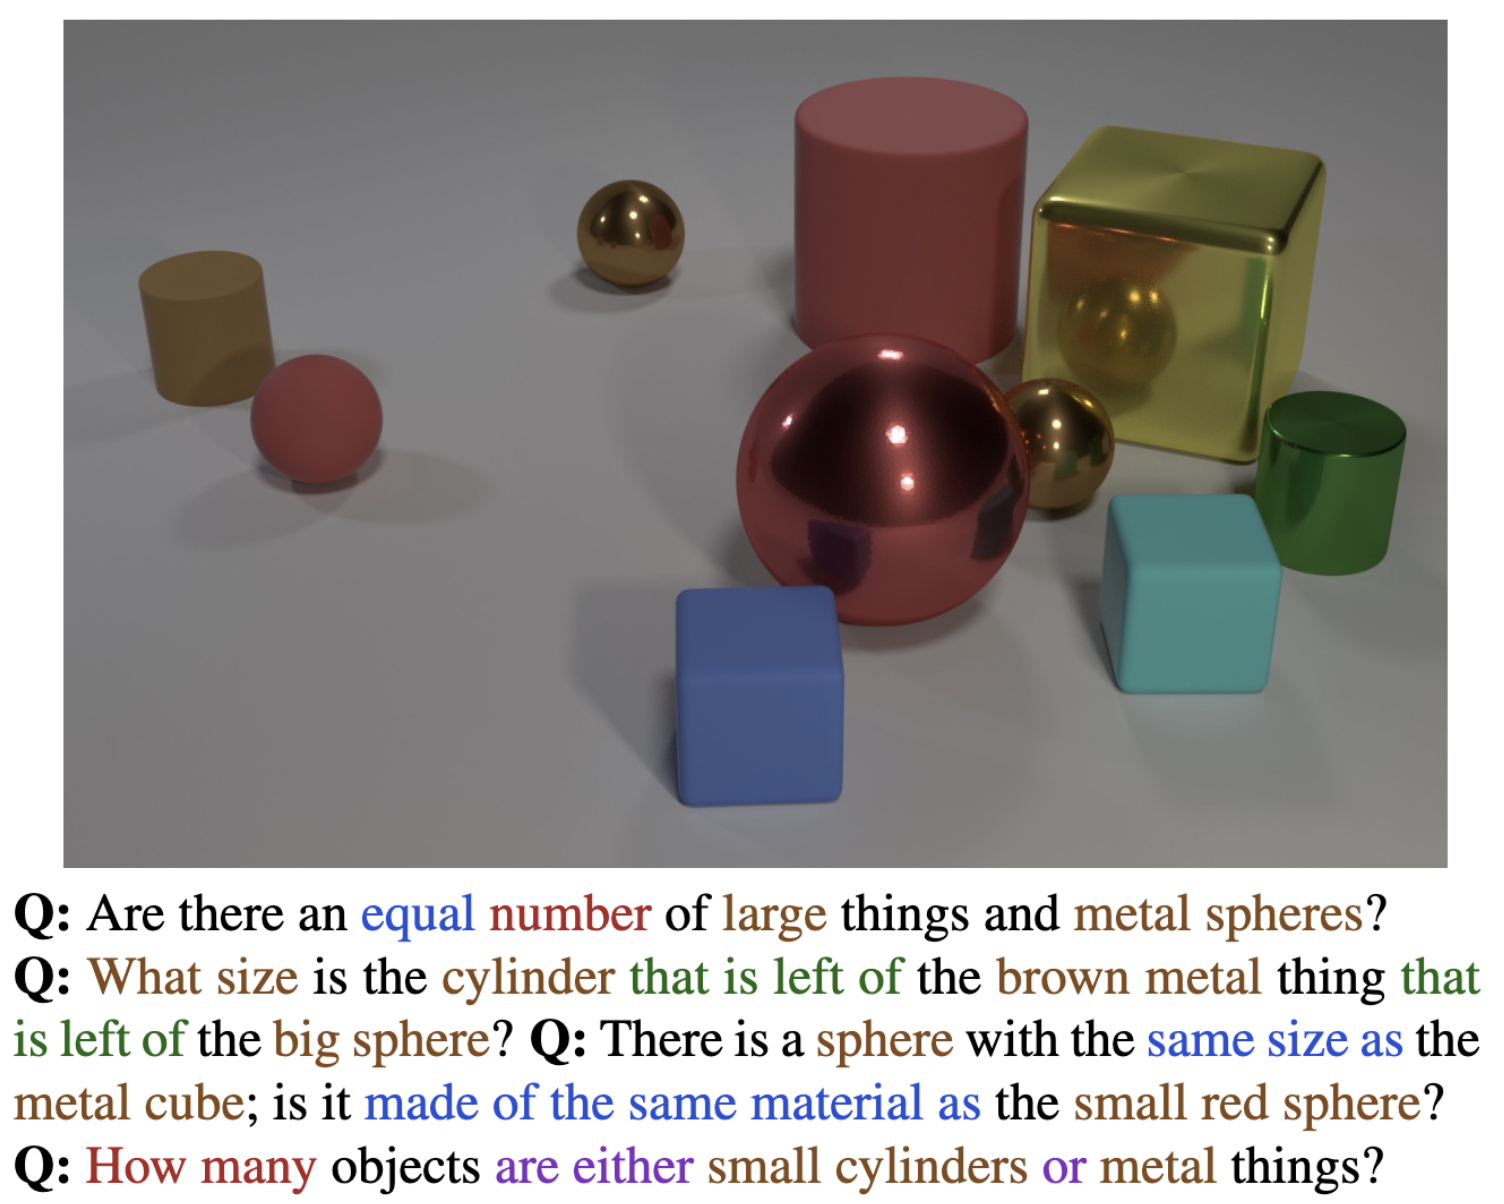 Q: Are there an equal number of large things and metal spheres?
Q: What size is the cylinder that is left of the brown metal thing that
is left of the big sphere? Q: There is a sphere with the same size as the
metal cube; is it made of the same material as the small red sphere?
Q: How many objects are either small cylinders or metal things?